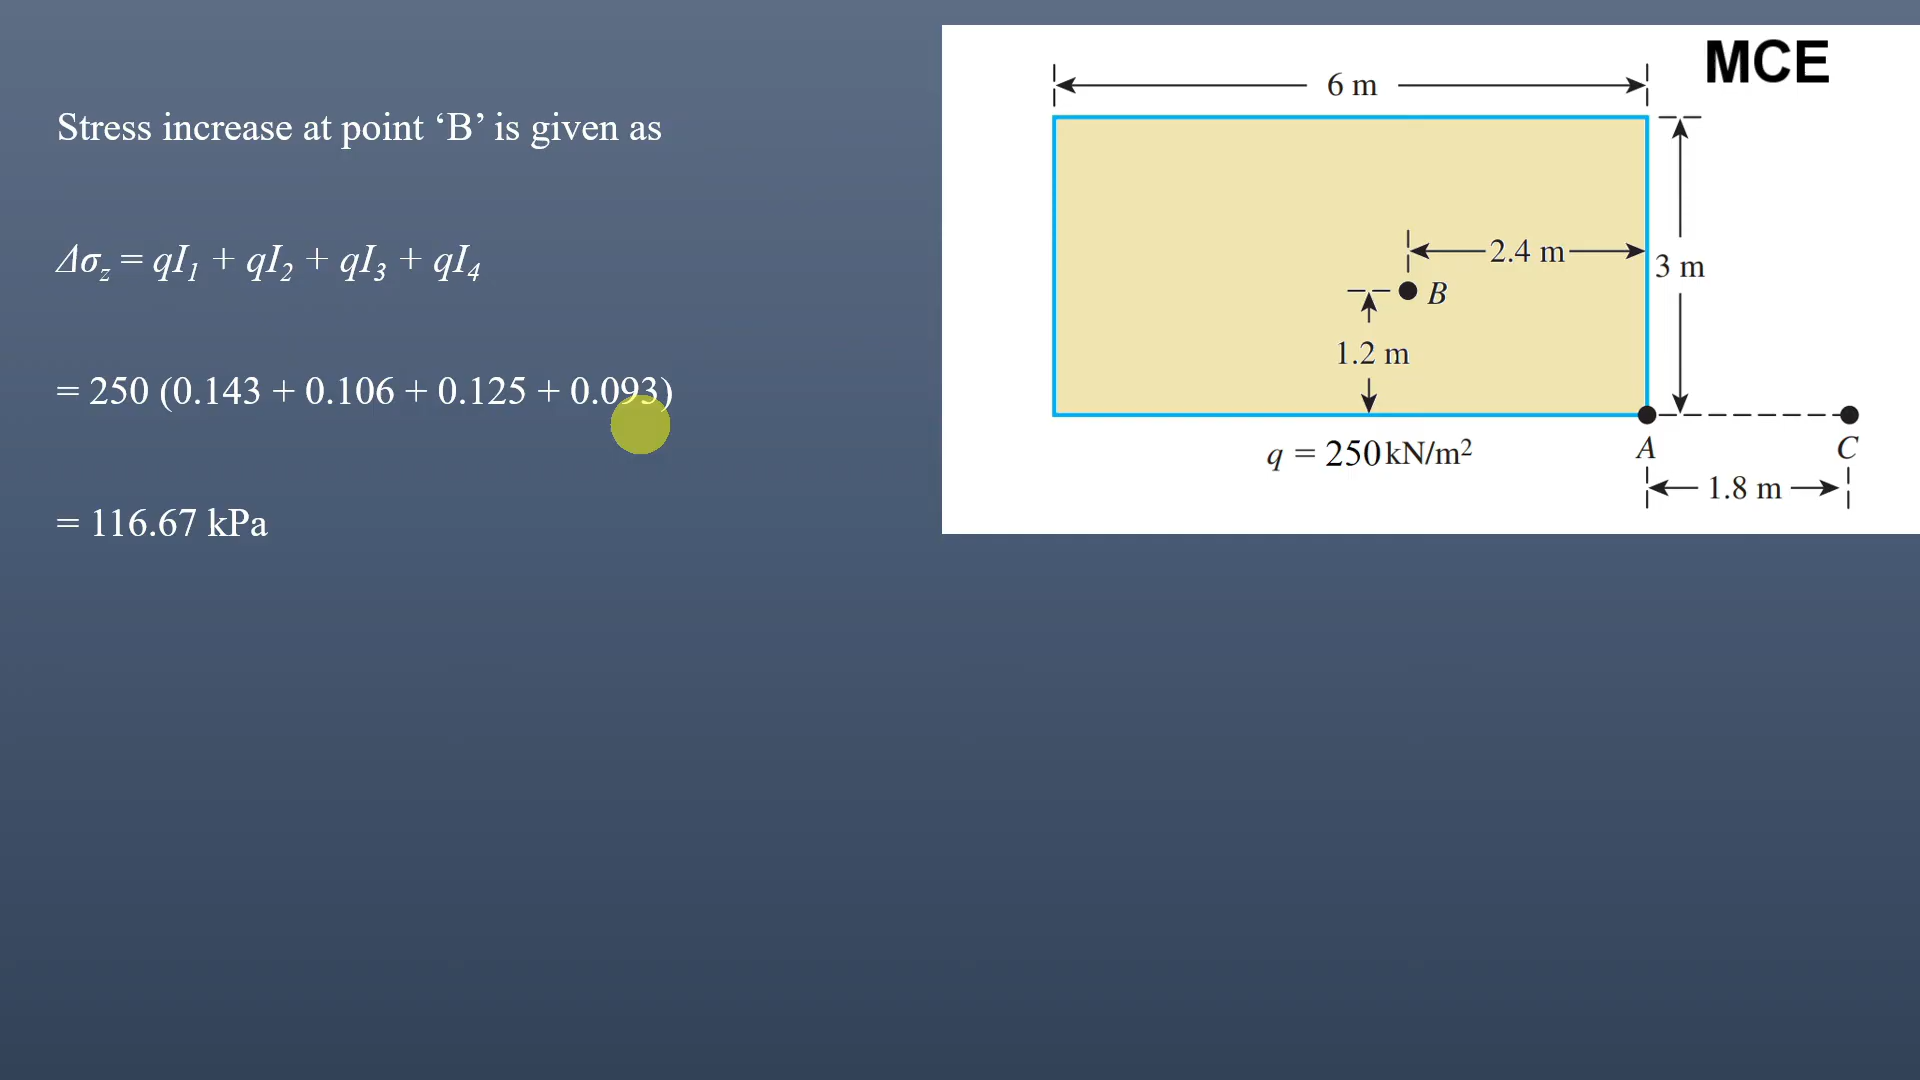 Stress increase at point ‘B’ is given as
Δσz = qI1 + qI2 + qI3 + qI4
= 250 (0.143 + 0.106 + 0.125 + 0.093)
= 116.67 kPa
MCE
6 m
2.4 m
3 m
B
1.2 m
A
C
q = 250 kN/m²
1.8 m